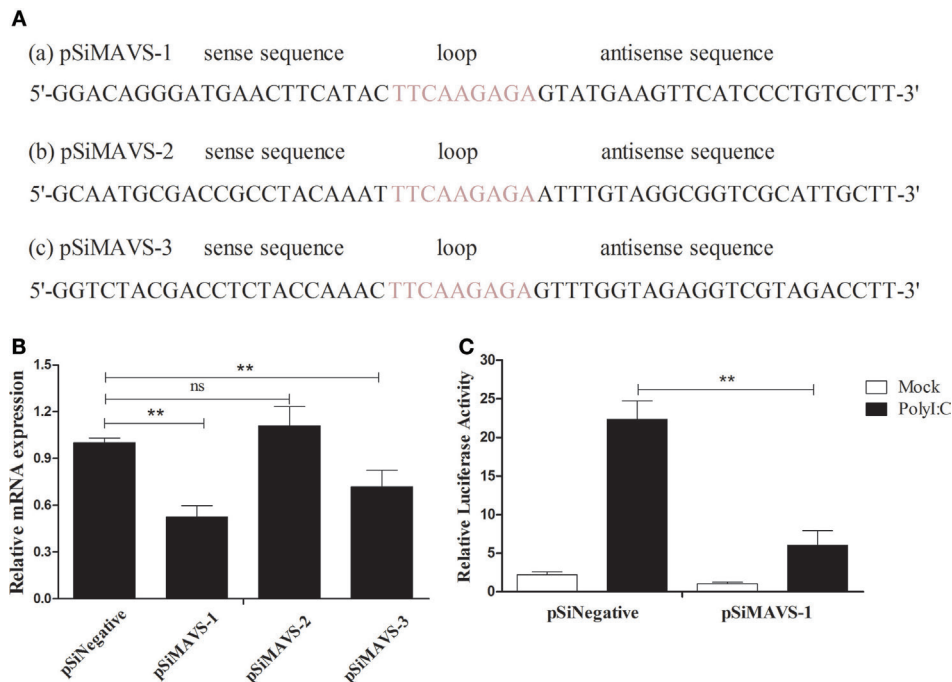 A
(a) pSiMAVS-1 sense sequence loop antisense sequence
5'-GGACAGGGATGAACTTCATACTTCAAGAGAGTATGAAGTTCATCCCTGTCCTT-3'
(b) pSiMAVS-2 sense sequence loop antisense sequence
5'-GCAATGCGACCGCCTACAAATTTCAAGAGAATTTGTAGGCGGTCGCATTGCTT-3'
(c) pSiMAVS-3 sense sequence loop antisense sequence
5'-GGTCTACGACCTCTACCAAACTTCAAGAGAGTTTGGTAGAGGTCGTAGACCTT-3'
B
Relative mRNA expression
1.5
1.2
0.9
0.6
0.3
0.0
**
ns
**
pSiNegative
pSiMAVS-1
pSiMAVS-2
pSiMAVS-3
C
Relative Luciferase Activity
30
25
20
15
10
5
0
**
Mock
PolyI:C
pSiNegative
pSiMAVS-1